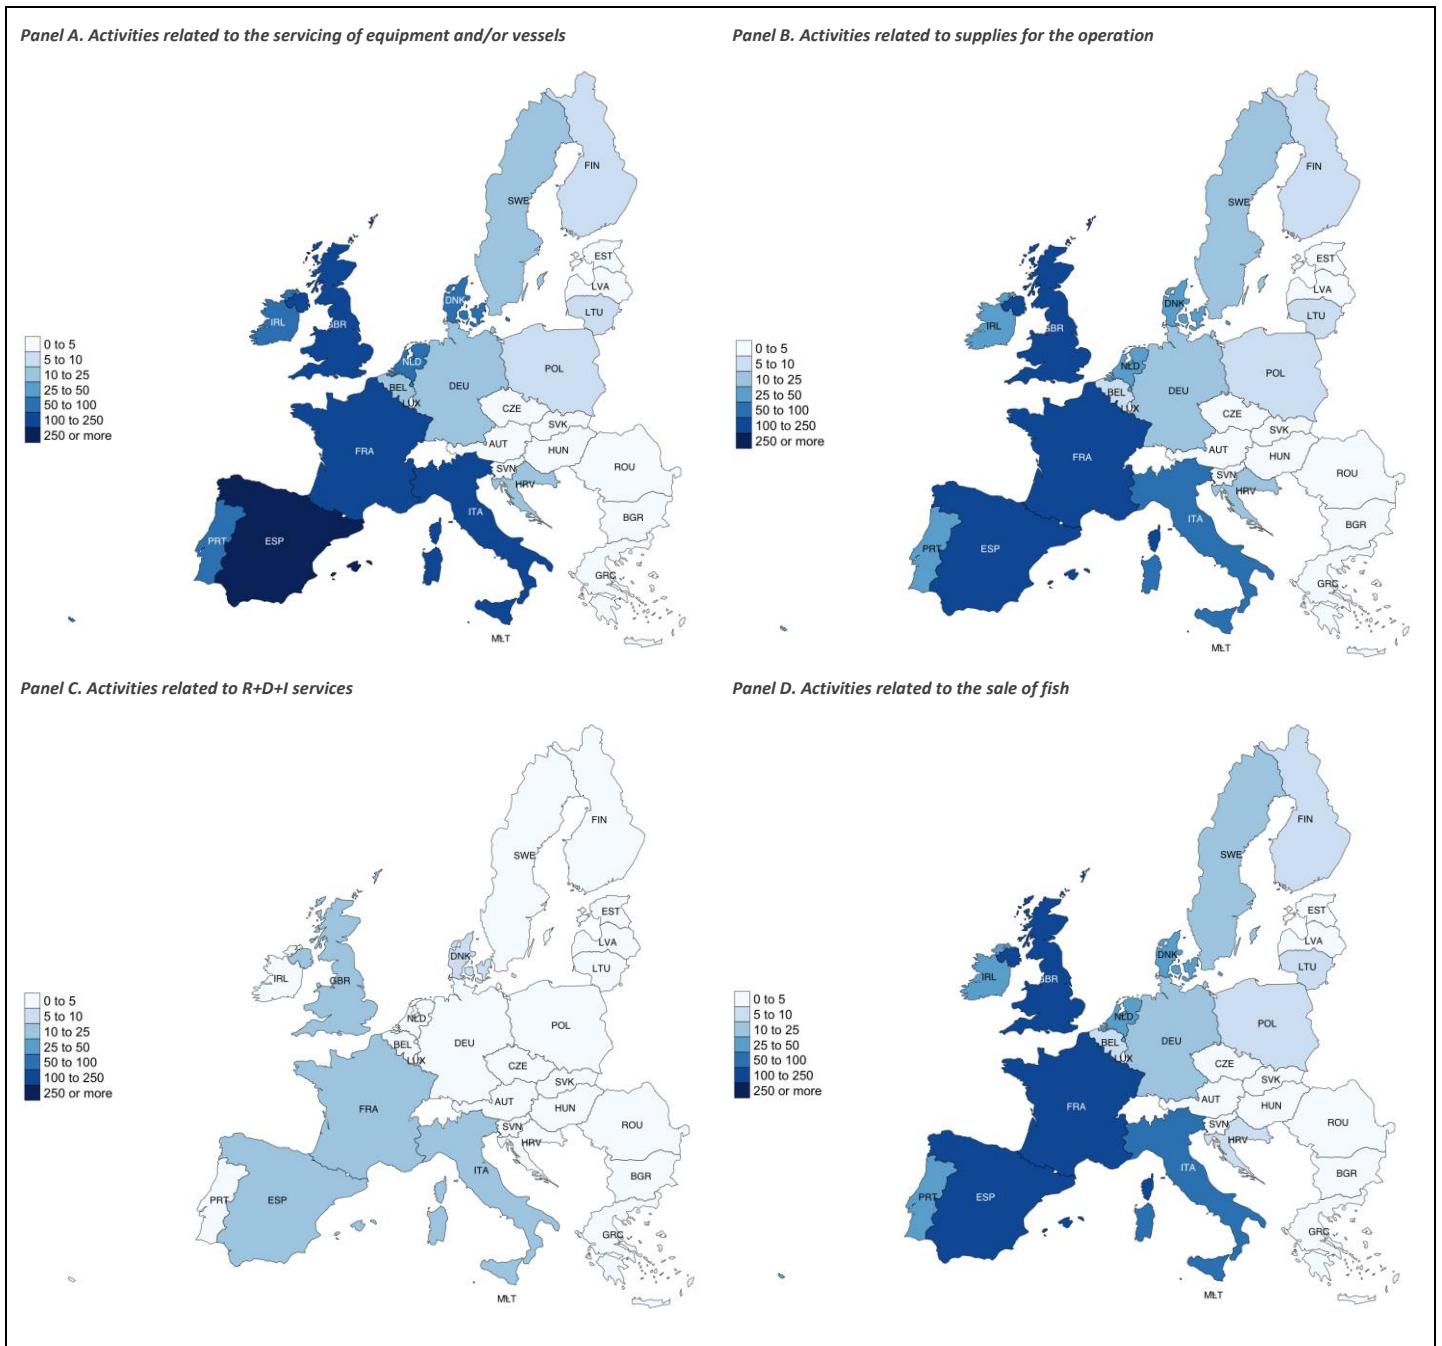 Panel A. Activities related to the servicing of equipment and/or vessels
FIN
SWE
EST
LVA
LTU
DNK
IRL
GBR
NLD
POL
BEL
DEU
LUX
CZE
SVK
AUT
HUN
FRA
SVN
ROU
HRV
ITA
BGR
PRT
ESP
GRC
MLT
0 to 5
5 to 10
10 to 25
25 to 50
50 to 100
100 to 250
250 or more
Panel B. Activities related to supplies for the operation
FIN
SWE
EST
LVA
LTU
DNK
IRL
GBR
NLD
POL
BEL
DEU
LUX
CZE
SVK
AUT
HUN
FRA
SVN
ROU
HRV
ITA
BGR
PRT
ESP
GRC
MLT
0 to 5
5 to 10
10 to 25
25 to 50
50 to 100
100 to 250
250 or more
Panel C. Activities related to R+D+I services
FIN
SWE
EST
LVA
LTU
DNK
IRL
GBR
NLD
POL
BEL
DEU
LUX
CZE
SVK
AUT
HUN
FRA
SVN
ROU
HRV
ITA
BGR
PRT
ESP
GRC
MLT
0 to 5
5 to 10
10 to 25
25 to 50
50 to 100
100 to 250
250 or more
Panel D. Activities related to the sale of fish
FIN
SWE
EST
LVA
LTU
DNK
IRL
GBR
NLD
POL
BEL
DEU
LUX
CZE
SVK
AUT
HUN
FRA
SVN
ROU
HRV
ITA
BGR
PRT
ESP
GRC
MLT
0 to 5
5 to 10
10 to 25
25 to 50
50 to 100
100 to 250
250 or more